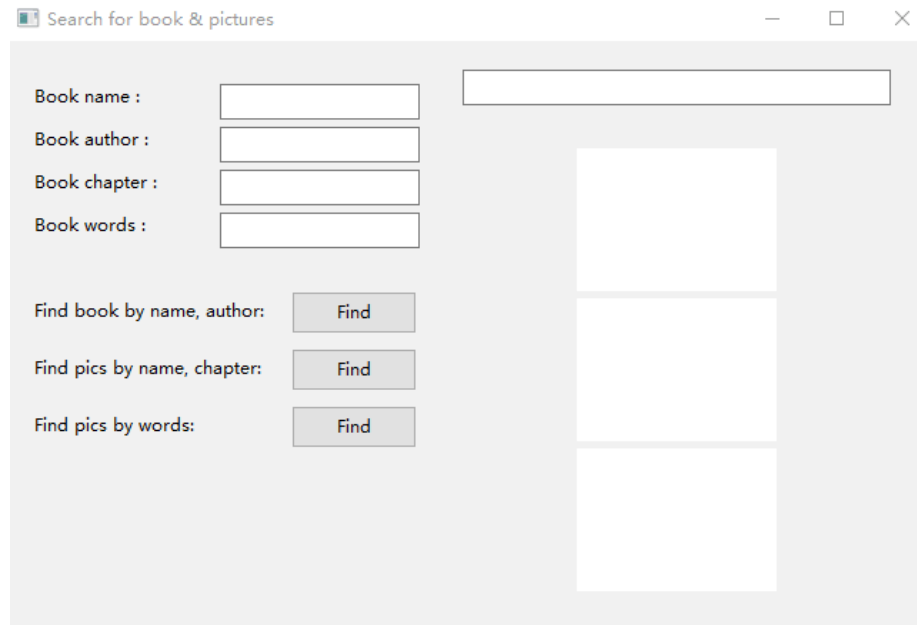 Search for book & pictures
Book name :
Book author :
Book chapter :
Book words :
Find book by name, author: Find
Find pics by name, chapter: Find
Find pics by words: Find